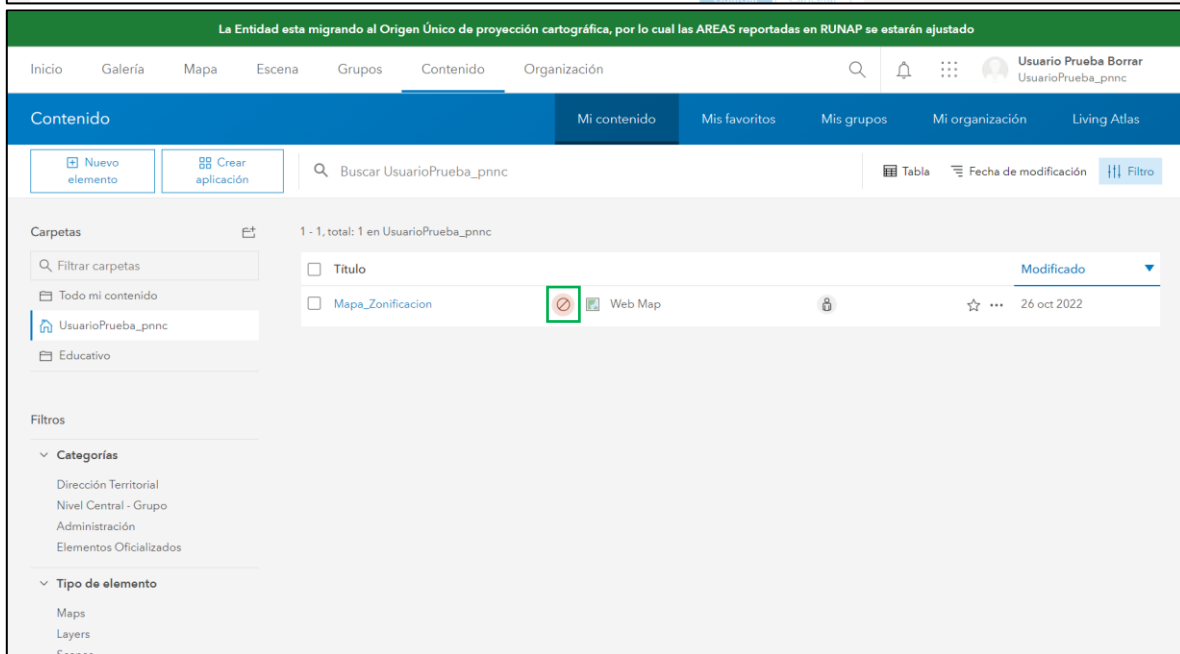 La Entidad esta migrando al Origen Único de proyección cartográfica, por lo cual las AREAS reportadas en RUNAP se estarán ajustado
Inicio Galería Mapa Escena Grupos Contenido Organización
Usuario Prueba Borrar
UsuarioPrueba_pnnc
Contenido Mi contenido Mis favoritos Mis grupos Mi organización Living Atlas
Nuevo elemento
Crear aplicación
Buscar UsuarioPrueba_pnnc
Tabla Fecha de modificación Filtro
Carpetas
1 - 1, total: 1 en UsuarioPrueba_pnnc
Filtrar carpetas
Título Modificado
Todo mi contenido
Mapa_Zonificacion Web Map 26 oct 2022
UsuarioPrueba_pnnc
Educativo
Filtros
Categorías
Dirección Territorial
Nivel Central - Grupo
Administración
Elementos Oficializados
Tipo de elemento
Maps
Layers